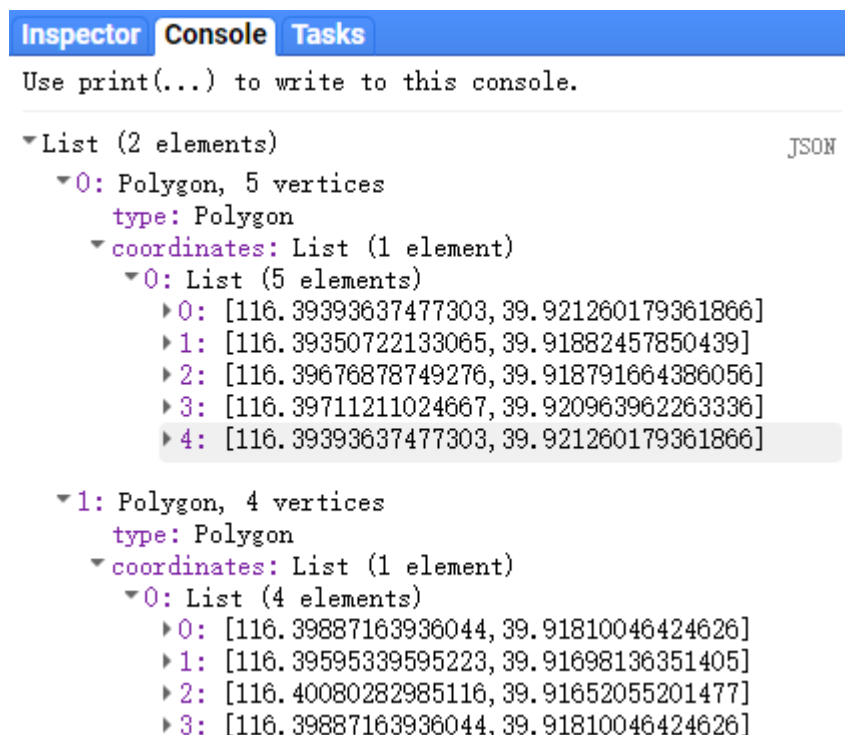 Inspector Console Tasks
Use print(...) to write to this console.
List (2 elements) JSON
0: Polygon, 5 vertices
type: Polygon
coordinates: List (1 element)
0: List (5 elements)
0: [116.39393637477303,39.9212601793618​66]
1: [116.39350722133065,39.91882457850439]
2: [116.39676878749276,39.918791664386056]
3: [116.39711211024667,39.920963962263336]
4: [116.39393637477303,39.921260179361866]
1: Polygon, 4 vertices
type: Polygon
coordinates: List (1 element)
0: List (4 elements)
0: [116.39887163936044,39.91810046424626]
1: [116.39595339595223,39.91698136351405]
2: [116.40080282985116,39.91652055201477]
3: [116.39887163936044,39.91810046424626]